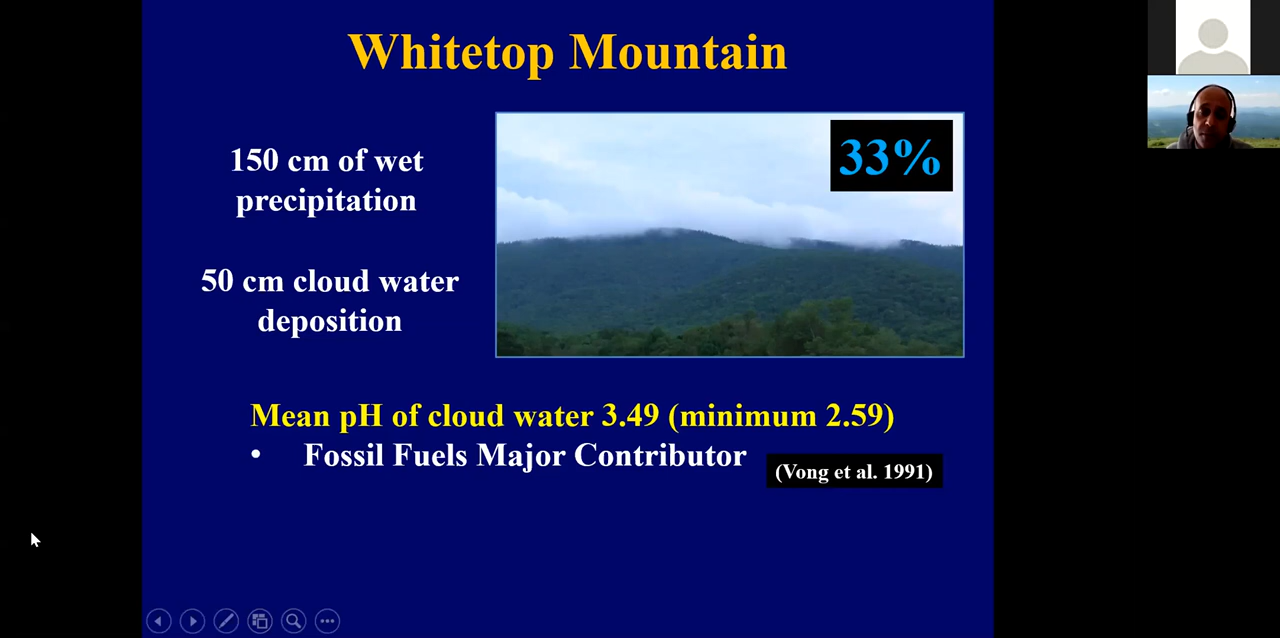 Whitetop Mountain
150 cm of wet
precipitation
33%
50 cm cloud water
deposition
Mean pH of cloud water 3.49 (minimum 2.59)
• Fossil Fuels Major Contributor
(Vong et al. 1991)